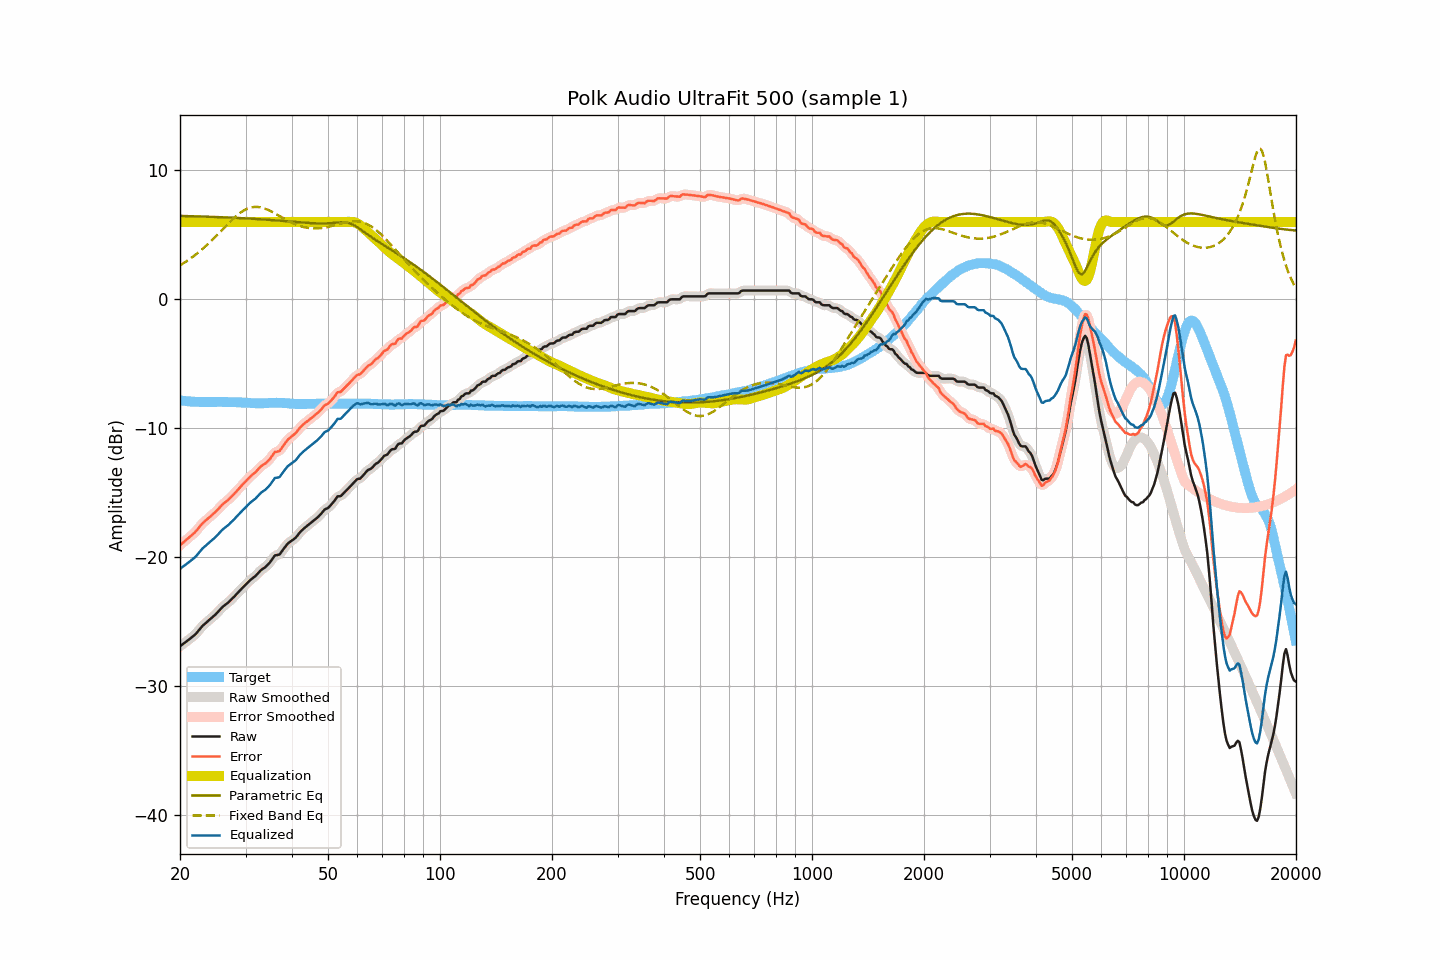 Polk Audio UltraFit 500 (sample 1)
Amplitude (dBr)
10
0
−10
−20
−30
−40
Target
Raw Smoothed
Error Smoothed
Raw
Error
Equalization
Parametric Eq
Fixed Band Eq
Equalized
20 50 100 200 500 1000 2000 5000 10000 20000
Frequency (Hz)